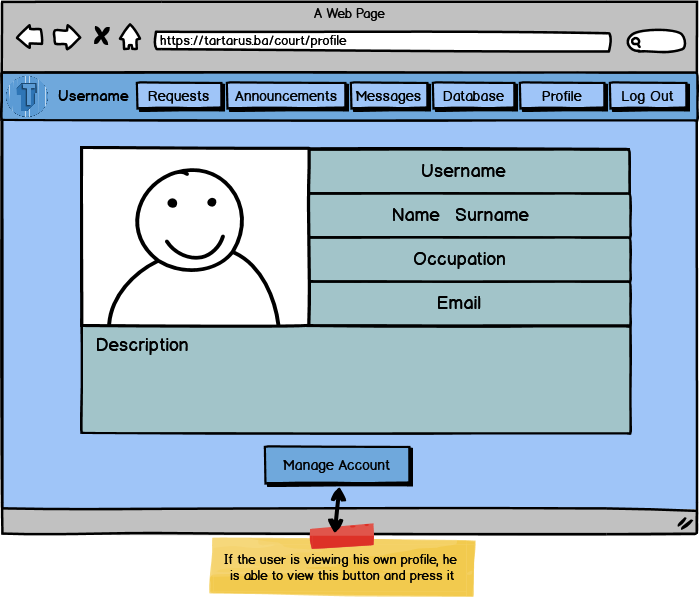 A Web Page
https://tartarus.ba/court/profile
T
Username Requests Announcements Messages Database Profile Log Out
Username
Name Surname
Occupation
Email
Description
Manage Account
If the user is viewing his own profile, he
is able to view this button and press it